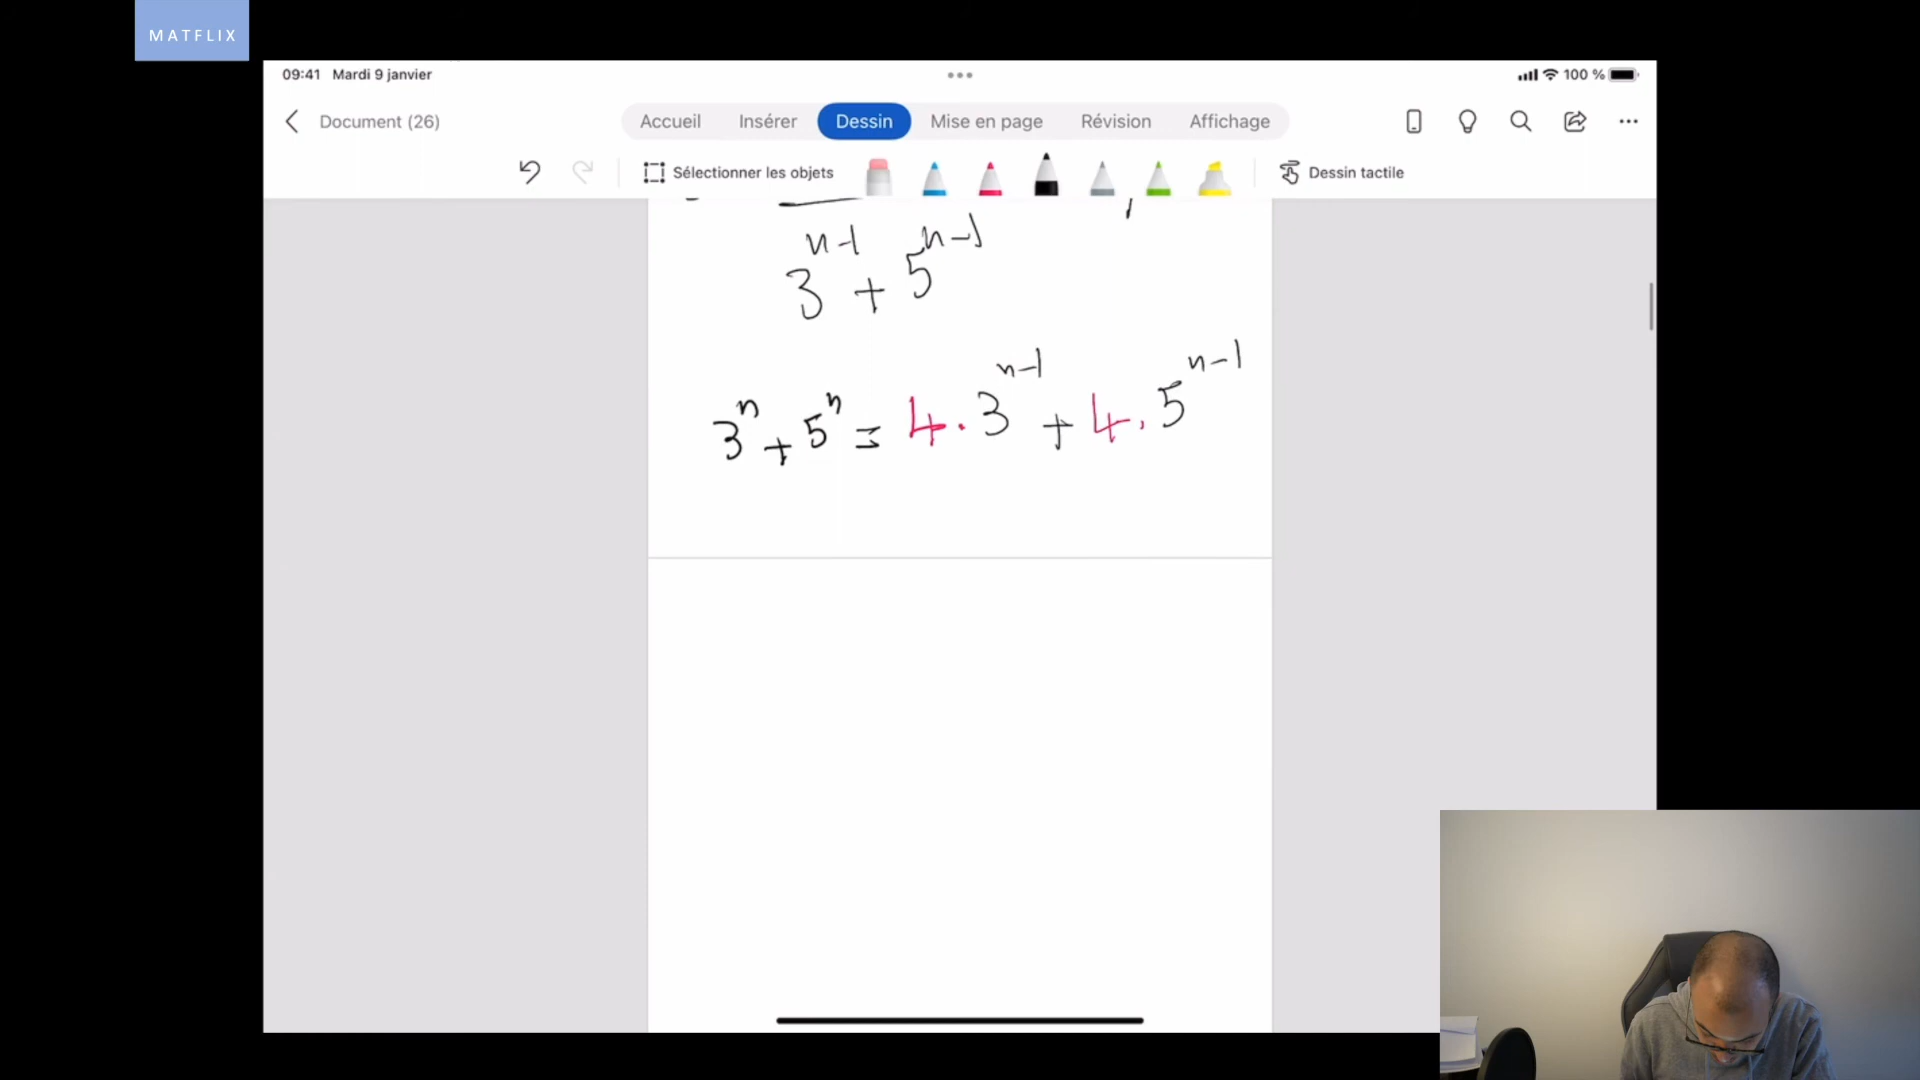 MATFLIX
09:41 Mardi 9 janvier
100 %
Document (26)
Accueil Insérer Dessin Mise en page Révision Affichage
Sélectionner les objets
Dessin tactile
3^{n-1} + 5^{n-1}
3^n + 5^n = 4 · 3^{n-1} + 4 · 5^{n-1}